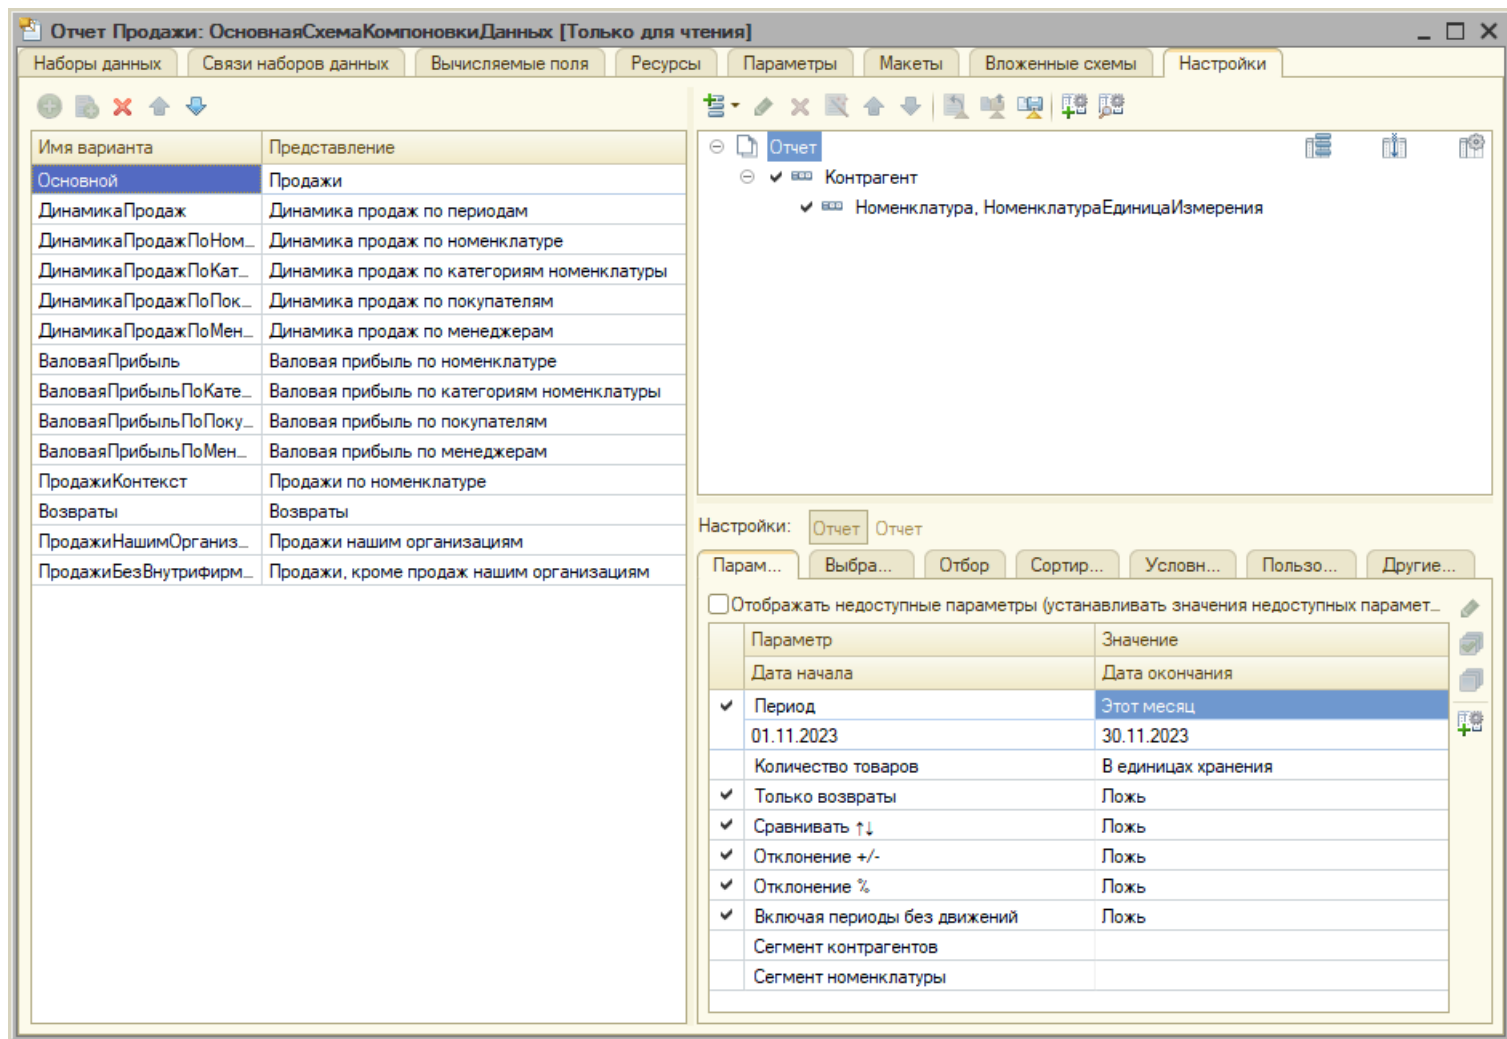 Отчет Продажи: ОсновнаяСхемаКомпоновкиДанных [Только для чтения]
Наборы данных Связи наборов данных Вычисляемые поля Ресурсы Параметры Макеты Вложенные схемы Настройки
Имя варианта Представление
Основной Продажи
ДинамикаПродаж Динамика продаж по периодам
ДинамикаПродажПоНом... Динамика продаж по номенклатуре
ДинамикаПродажПоКат... Динамика продаж по категориям номенклатуры
ДинамикаПродажПоПок... Динамика продаж по покупателям
ДинамикаПродажПоМен... Динамика продаж по менеджерам
ВаловаяПрибыль Валовая прибыль по номенклатуре
ВаловаяПрибыльПоКате... Валовая прибыль по категориям номенклатуры
ВаловаяПрибыльПоПоку... Валовая прибыль по покупателям
ВаловаяПрибыльПоМен... Валовая прибыль по менеджерам
ПродажиКонтекст Продажи по номенклатуре
Возвраты Возвраты
ПродажиНашимОрганиз... Продажи нашим организациям
ПродажиБезВнутрифирм... Продажи, кроме продаж нашим организациям
Отчет
Контрагент
Номенклатура, НоменклатураЕдиницаИзмерения
Настройки: Отчет Отчет
Парам... Выбра... Отбор Сортир... Условн... Пользо... Другие...
Отображать недоступные параметры (устанавливать значения недоступных парамет...
Параметр Значение
Дата начала Дата окончания
Период Этот месяц
01.11.2023 30.11.2023
Количество товаров В единицах хранения
Только возвраты Ложь
Сравнивать ↑↓ Ложь
Отклонение +/- Ложь
Отклонение % Ложь
Включая периоды без движений Ложь
Сегмент контрагентов
Сегмент номенклатуры